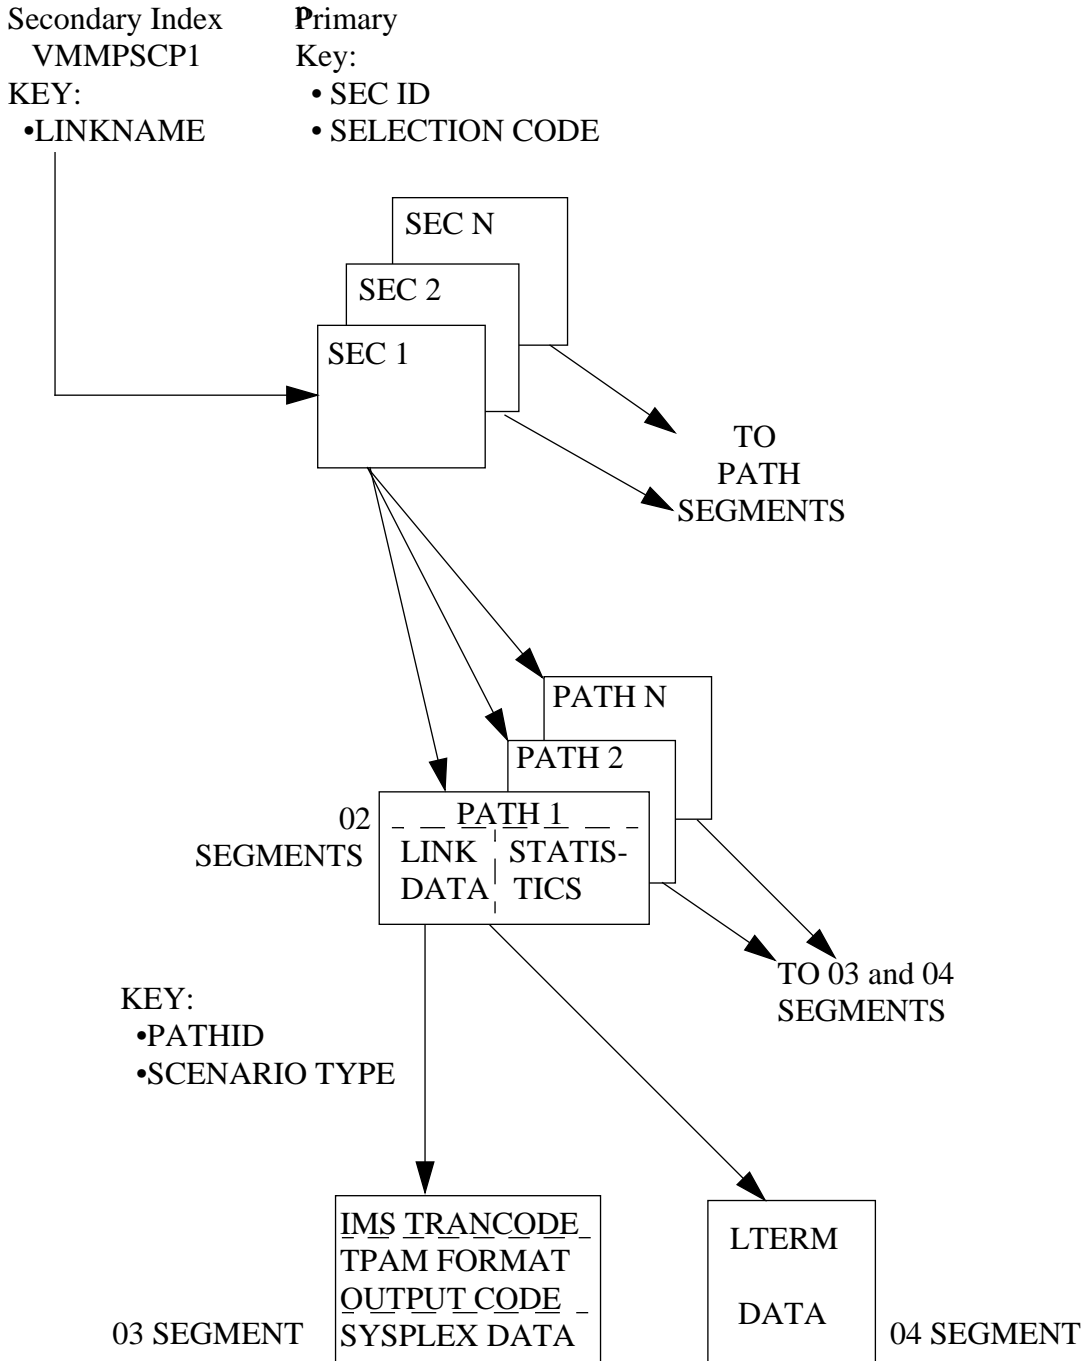 Secondary Index
VMMPSCP1
KEY:
•LINKNAME
Primary
Key:
• SEC ID
• SELECTION CODE
SEC N
SEC 2
SEC 1
TO
PATH
SEGMENTS
PATH N
PATH 2
PATH 1
02
SEGMENTS
LINK
DATA
STATIS-
TICS
TO 03 and 04
SEGMENTS
KEY:
•PATHID
•SCENARIO TYPE
IMS TRANCODE
TPAM FORMAT
OUTPUT CODE
SYSPLEX DATA
03 SEGMENT
LTERM
DATA
04 SEGMENT